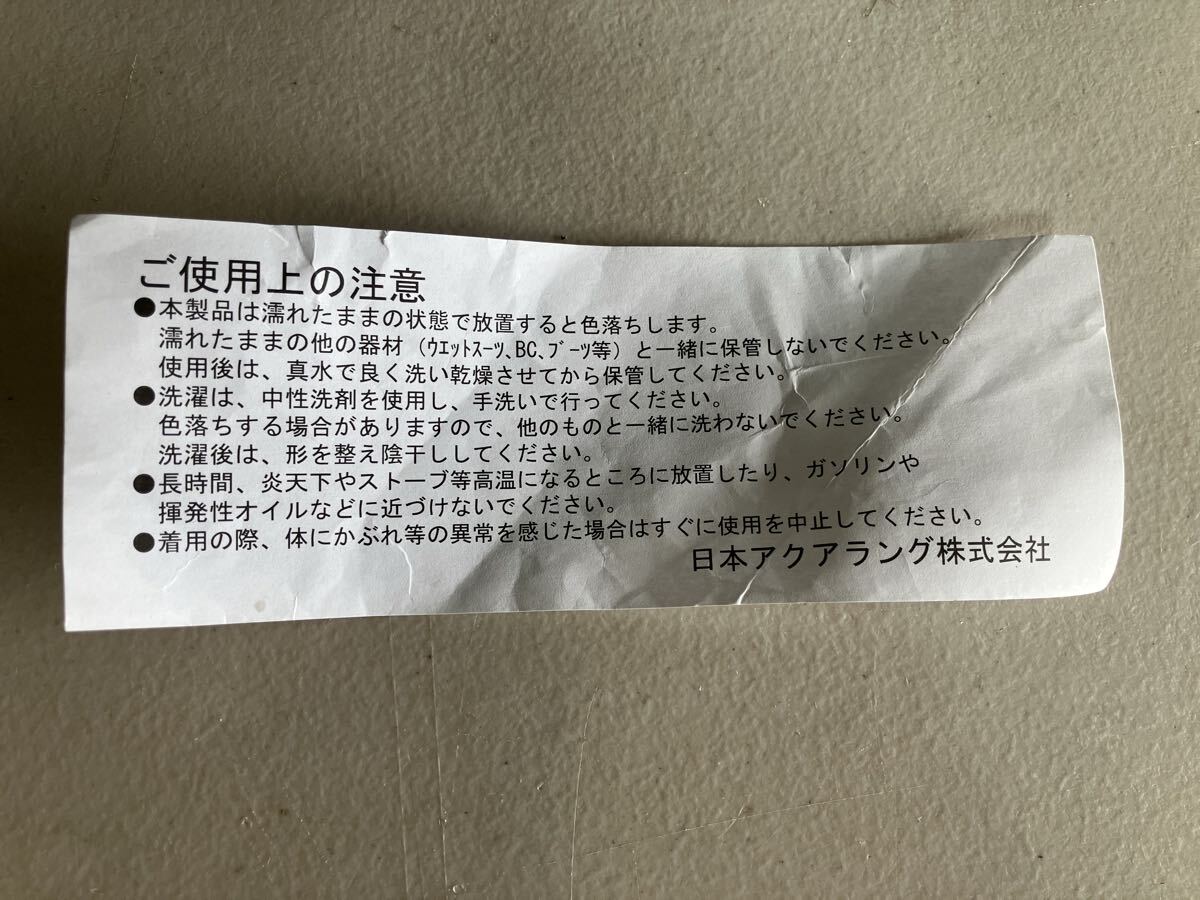 ご使用上の注意
●本製品は濡れたままの状態で放置すると色落ちします。
濡れたままの他の器材（ｳｴｯﾄｽｰﾂ､BC､ﾌﾞｰﾂ等）と一緒に保管しないでください。
使用後は、真水で良く洗い乾燥させてから保管してください。
●洗濯は、中性洗剤を使用し、手洗いで行ってください。
色落ちする場合がありますので、他のものと一緒に洗わないでください。
洗濯後は、形を整え陰干ししてください。
●長時間、炎天下やストーブ等高温になるところに放置したり、ガソリンや
揮発性オイルなどに近づけないでください。
●着用の際、体にかぶれ等の異常を感じた場合はすぐに使用を中止してください。
日本アクアラング株式会社